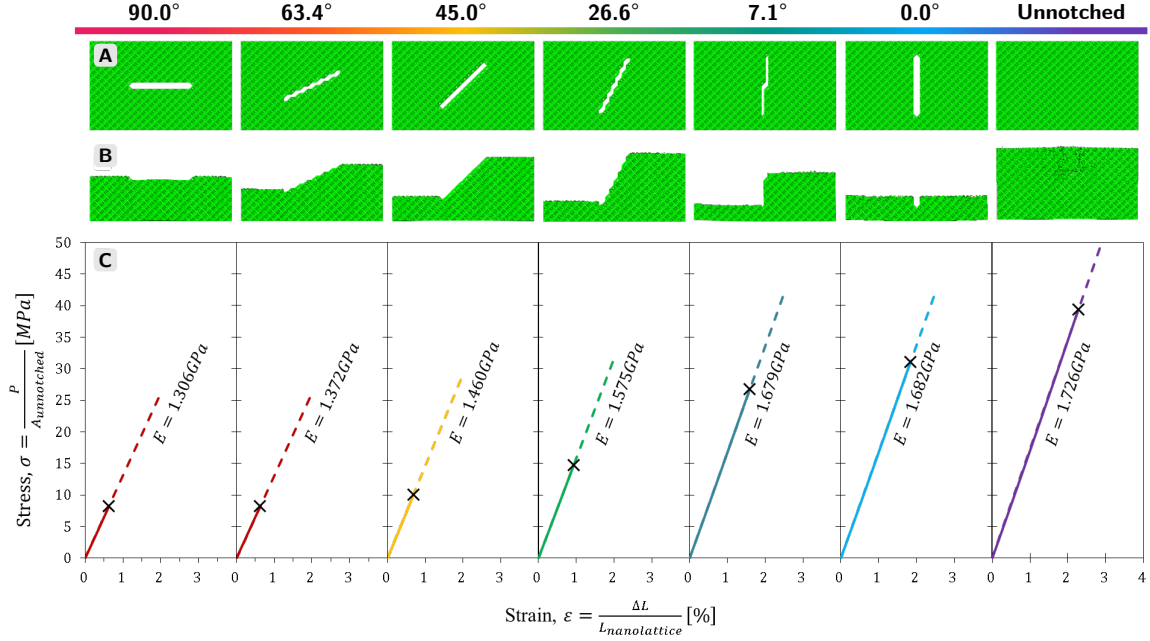 90.0° 63.4° 45.0° 26.6° 7.1° 0.0° Unnotched
A
B
C
50
45
40
35
30
25
20
15
10
5
0
Stress, σ = P / A_unnotched [MPa]
E = 1.306GPa
E = 1.372GPa
E = 1.460GPa
E = 1.575GPa
E = 1.679GPa
E = 1.682GPa
E = 1.726GPa
0 1 2 3 0 1 2 3 0 1 2 3 0 1 2 3 0 1 2 3 0 1 2 3 0 1 2 3 4
Strain, ε = ΔL / L_nanolattice [%]